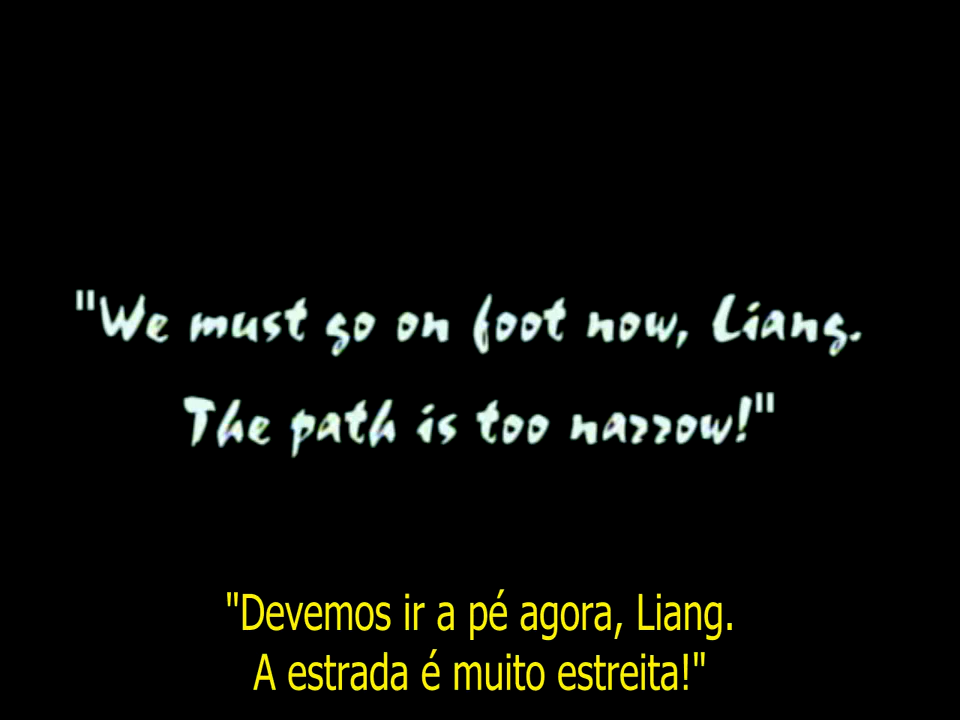 "We must go on foot now, Liang.
The path is too narrow!"
"Devemos ir a pé agora, Liang.
A estrada é muito estreita!"